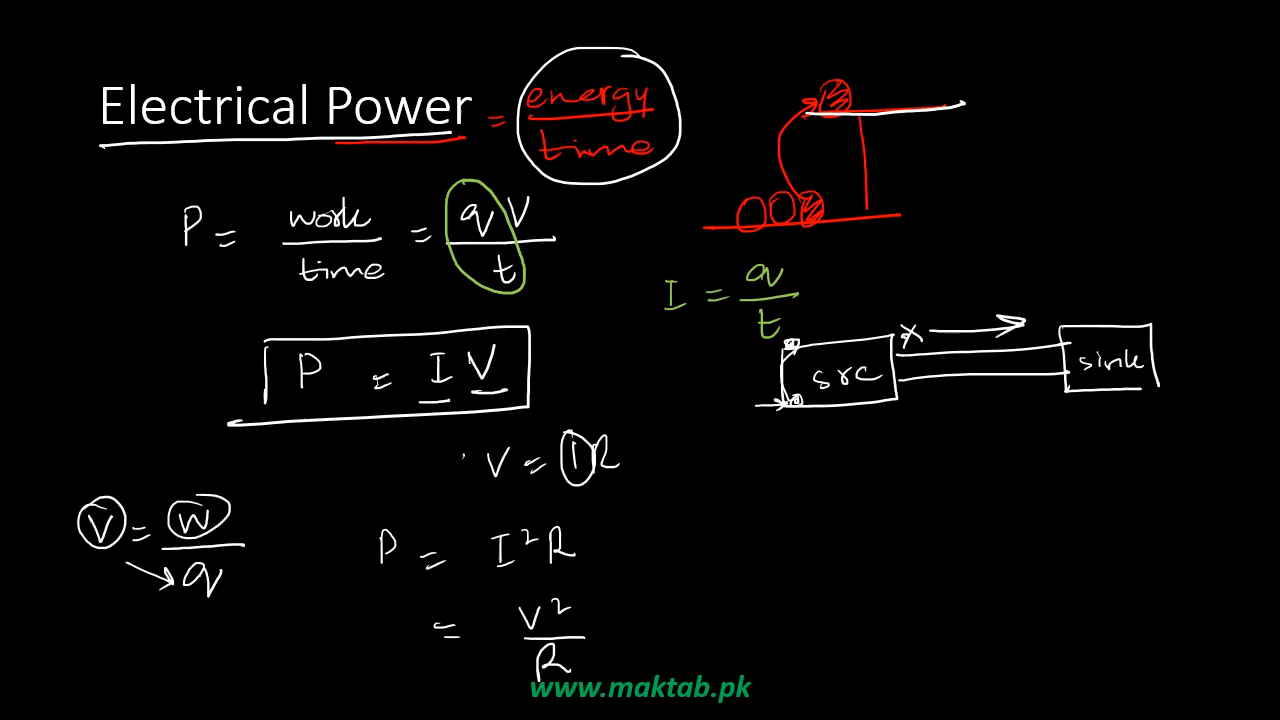 Electrical Power = energy / time
P = work / time = qV / t
I = q / t
P = I V
src
x
sink
V = IR
V = W / q
P = I²R
= V² / R
www.maktab.pk